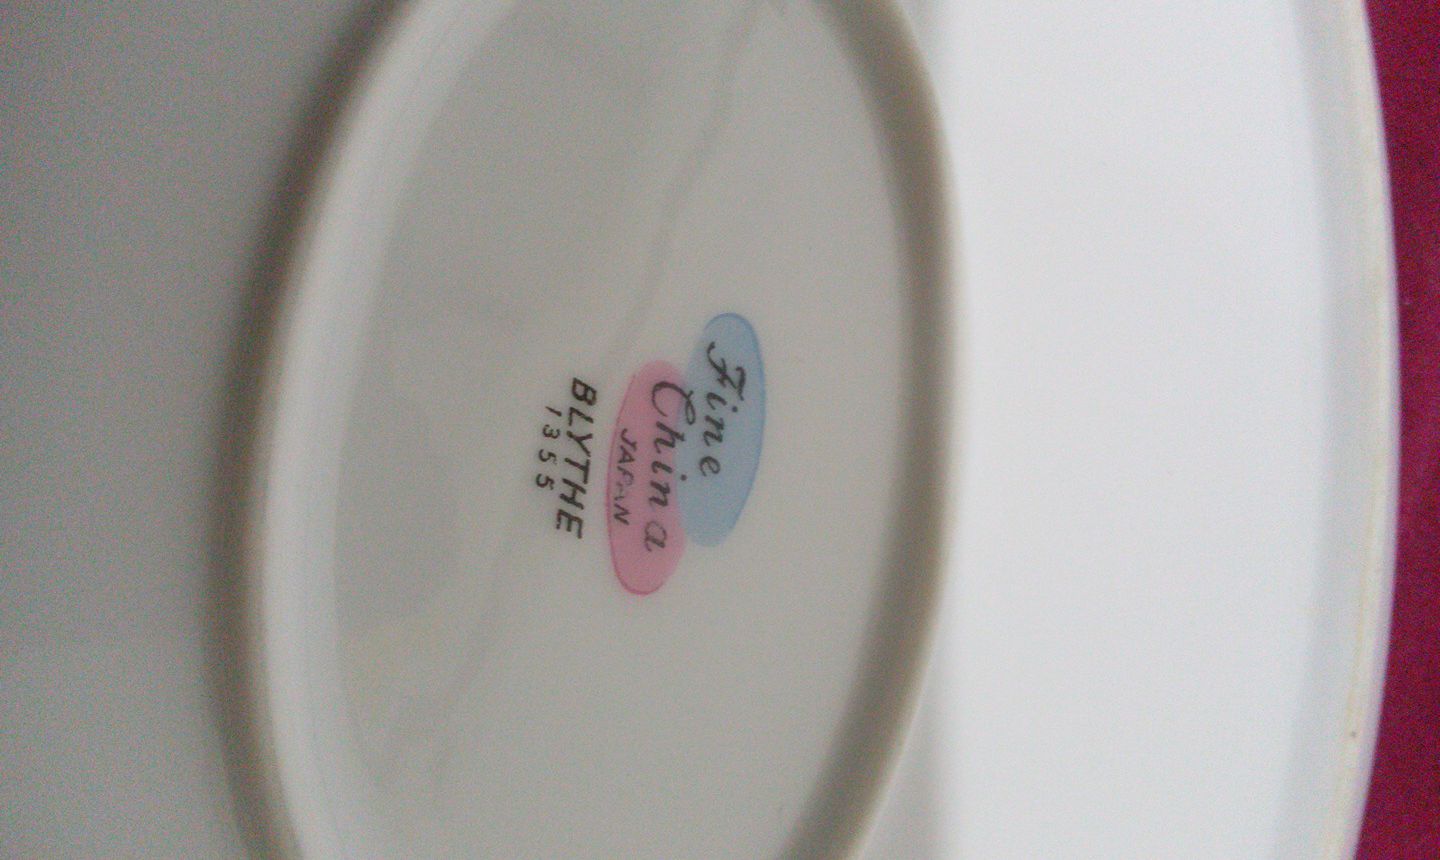 Fine
China
JAPAN
BLYTHE
1355